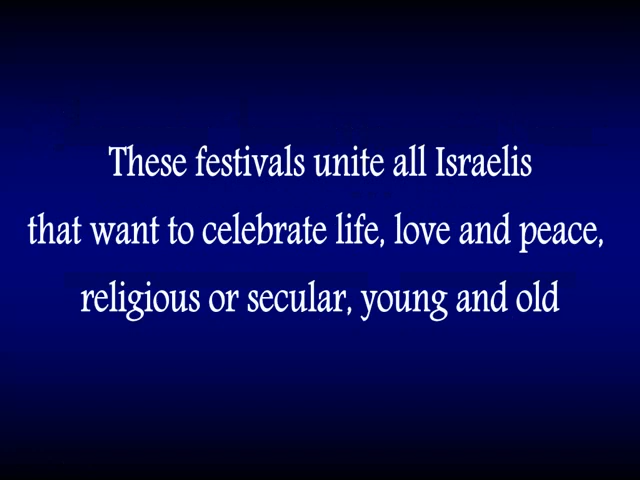 These festivals unite all Israelis
that want to celebrate life, love and peace,
religious or secular, young and old